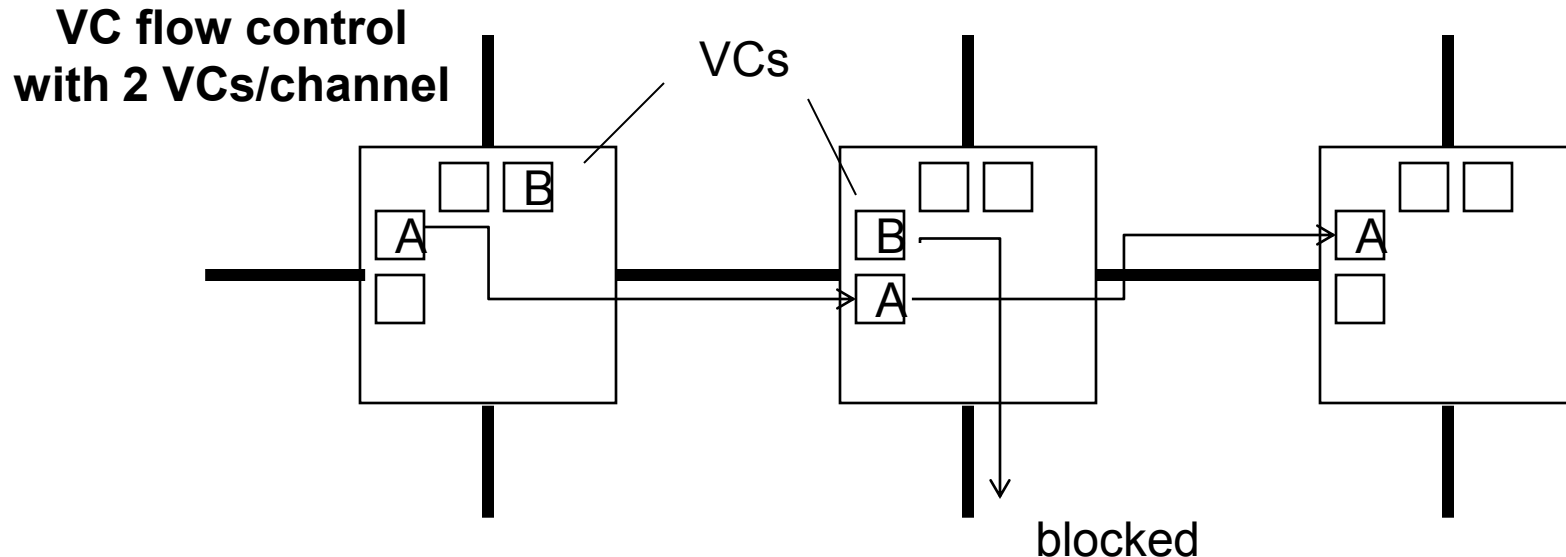 VC flow control
with 2 VCs/channel
VCs
B
A
B
A
A
blocked